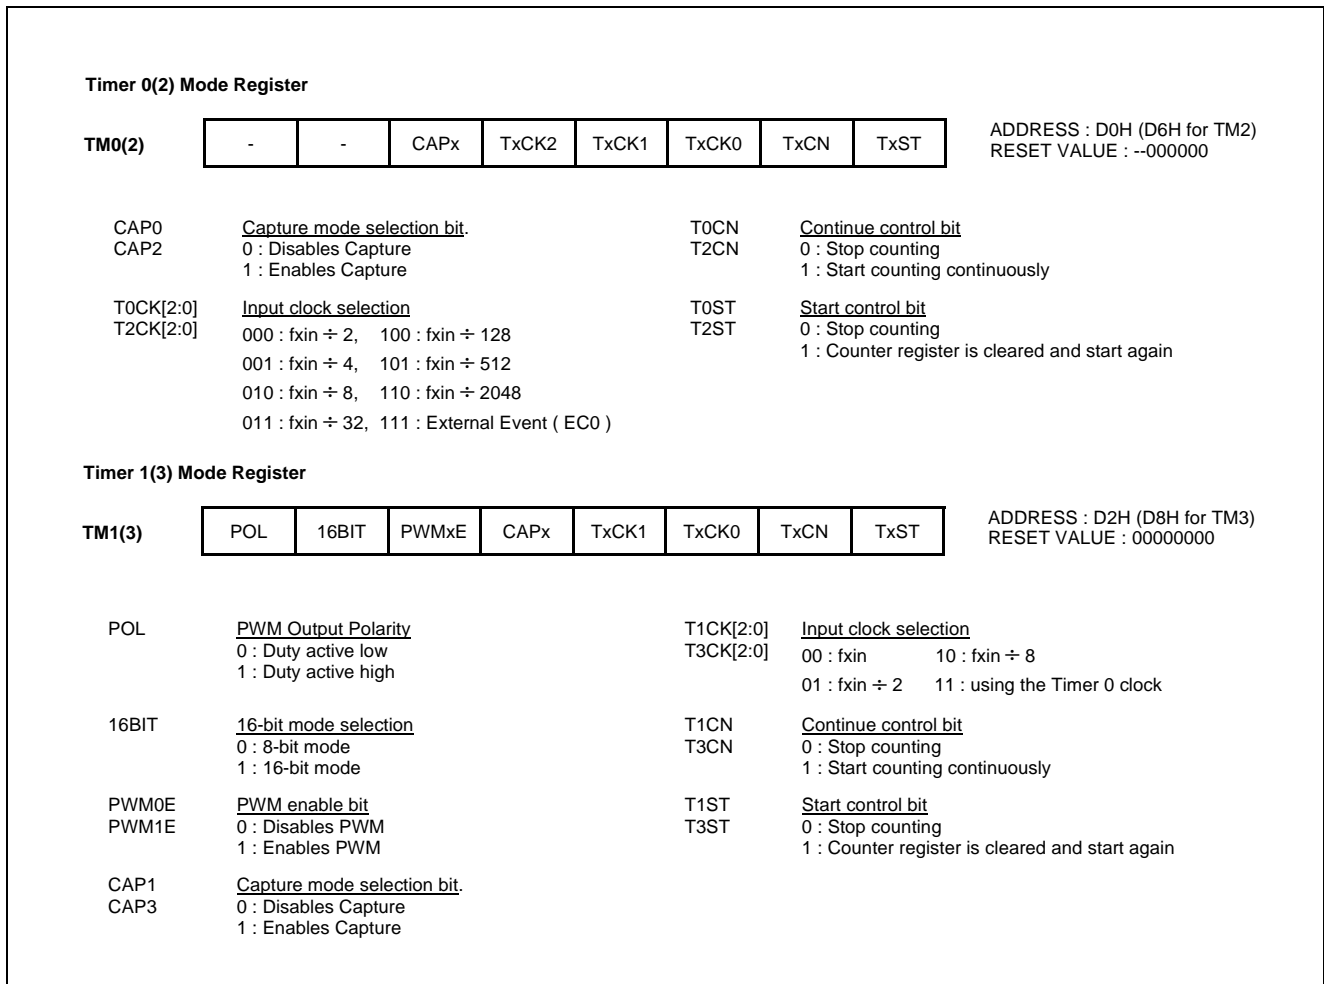 Timer 0(2) Mode Register
TM0(2) - - CAPx TxCK2 TxCK1 TxCK0 TxCN TxST
ADDRESS : D0H (D6H for TM2)
RESET VALUE : --000000
CAP0
CAP2
Capture mode selection bit.
0 : Disables Capture
1 : Enables Capture
T0CN
T2CN
Continue control bit
0 : Stop counting
1 : Start counting continuously
T0CK[2:0]
T2CK[2:0]
Input clock selection
000 : fxin ÷ 2, 100 : fxin ÷ 128
001 : fxin ÷ 4, 101 : fxin ÷ 512
010 : fxin ÷ 8, 110 : fxin ÷ 2048
011 : fxin ÷ 32, 111 : External Event ( EC0 )
T0ST
T2ST
Start control bit
0 : Stop counting
1 : Counter register is cleared and start again
Timer 1(3) Mode Register
TM1(3) POL 16BIT PWMxE CAPx TxCK1 TxCK0 TxCN TxST
ADDRESS : D2H (D8H for TM3)
RESET VALUE : 00000000
POL
PWM Output Polarity
0 : Duty active low
1 : Duty active high
T1CK[2:0]
T3CK[2:0]
Input clock selection
00 : fxin 10 : fxin ÷ 8
01 : fxin ÷ 2 11 : using the Timer 0 clock
16BIT
16-bit mode selection
0 : 8-bit mode
1 : 16-bit mode
T1CN
T3CN
Continue control bit
0 : Stop counting
1 : Start counting continuously
PWM0E
PWM1E
PWM enable bit
0 : Disables PWM
1 : Enables PWM
T1ST
T3ST
Start control bit
0 : Stop counting
1 : Counter register is cleared and start again
CAP1
CAP3
Capture mode selection bit.
0 : Disables Capture
1 : Enables Capture